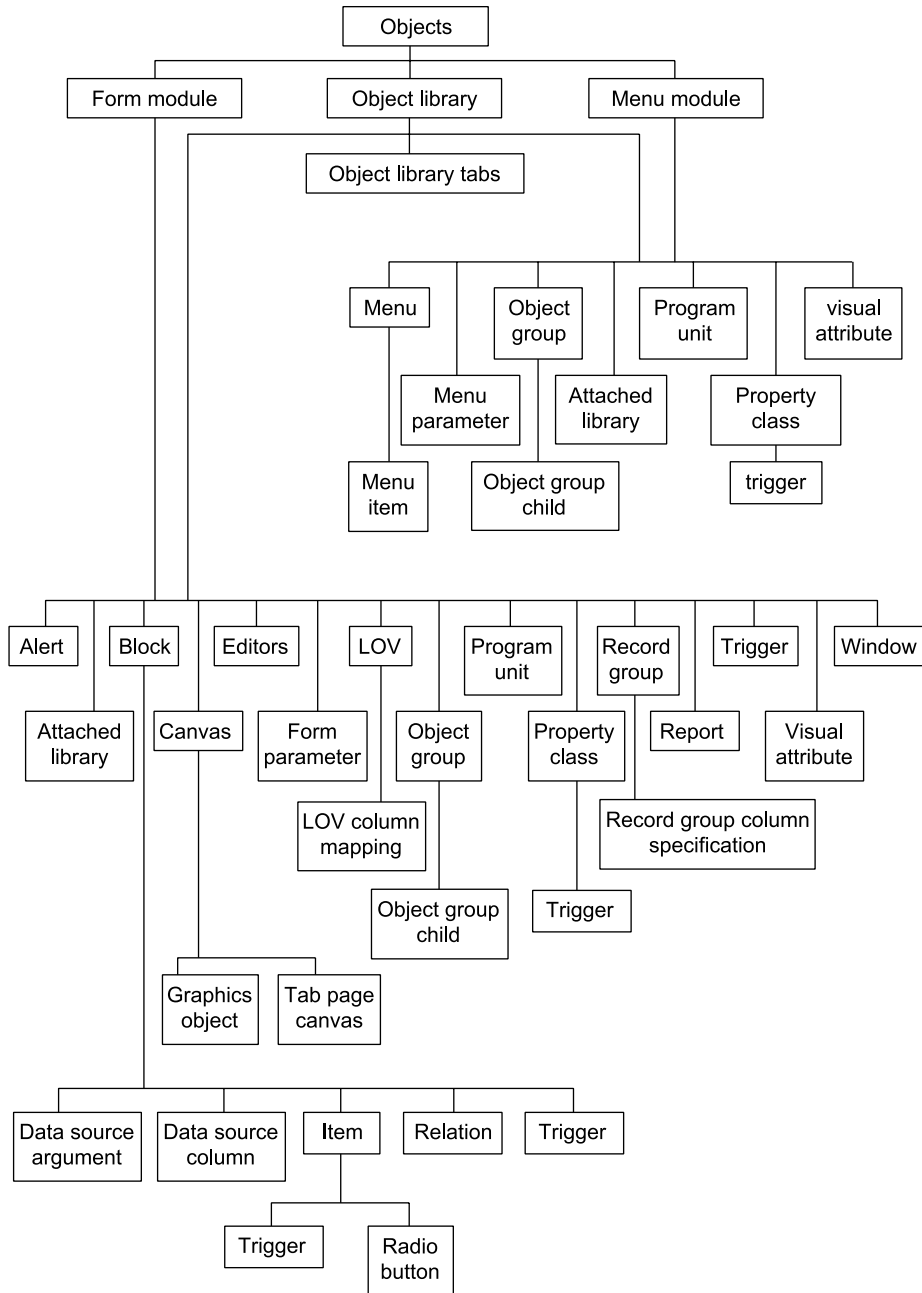 Objects
Form module
Object library
Menu module
Object library tabs
Menu
Object
group
Program
unit
visual
attribute
Menu
parameter
Attached
library
Property
class
Menu
item
Object group
child
trigger
Alert
Block
Editors
LOV
Program
unit
Record
group
Trigger
Window
Attached
library
Canvas
Form
parameter
Object
group
Property
class
Report
Visual
attribute
LOV column
mapping
Record group column
specification
Object group
child
Trigger
Graphics
object
Tab page
canvas
Data source
argument
Data source
column
Item
Relation
Trigger
Trigger
Radio
button